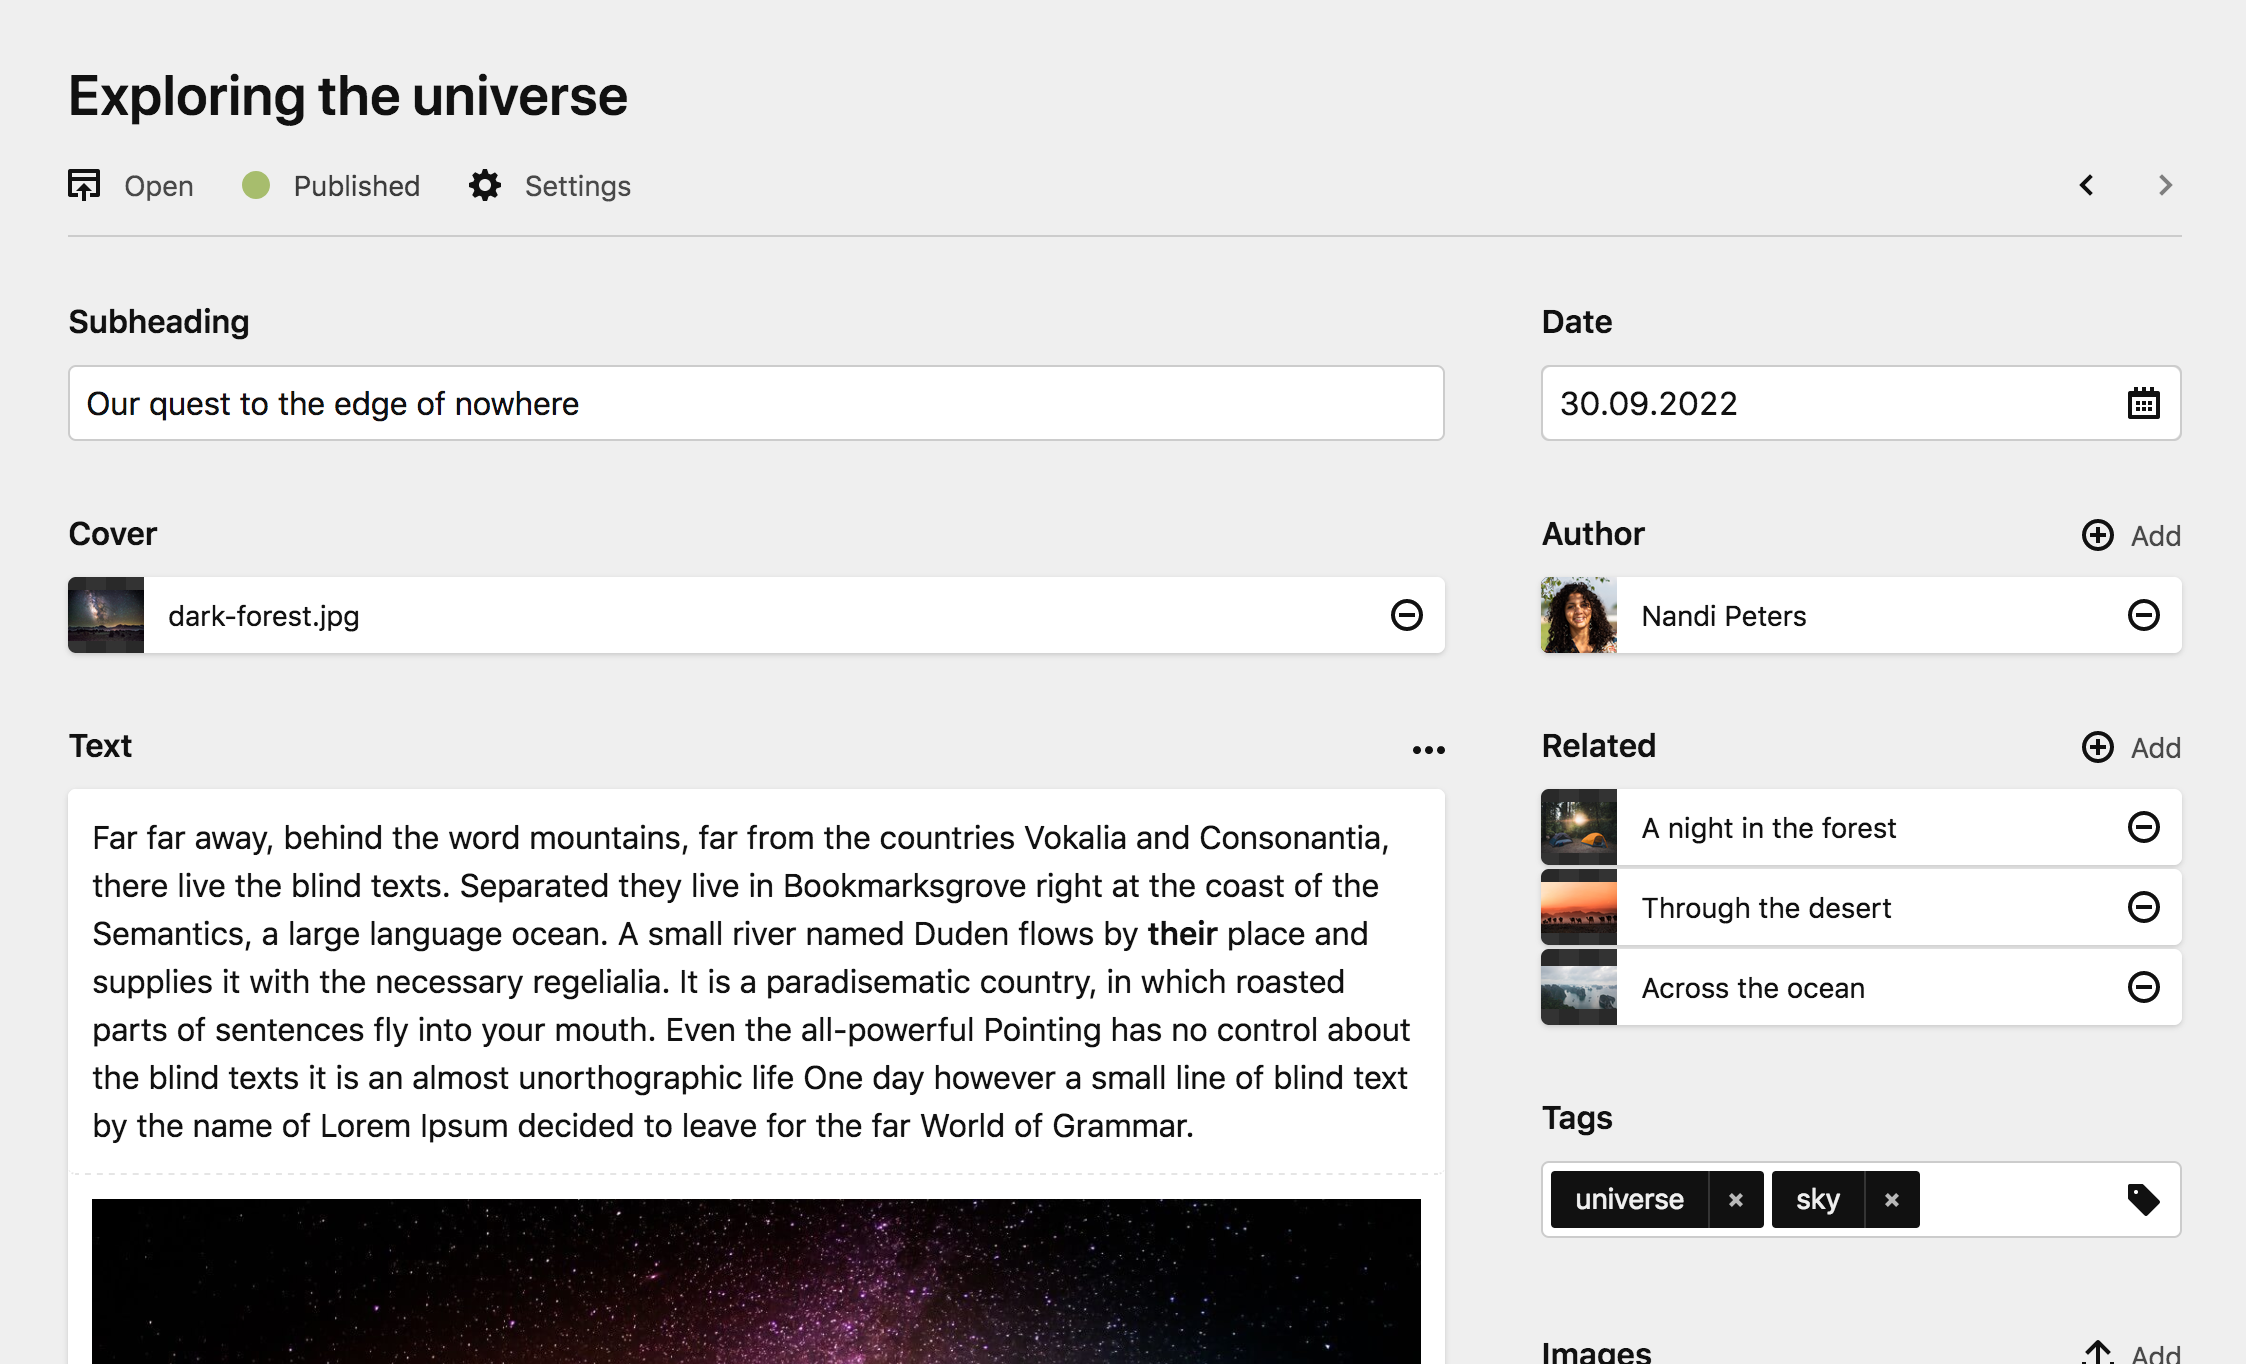 Exploring the universe
Open Published Settings
Subheading
Our quest to the edge of nowhere
Cover
dark-forest.jpg
Text
Far far away, behind the word mountains, far from the countries Vokalia and Consonantia,
there live the blind texts. Separated they live in Bookmarksgrove right at the coast of the
Semantics, a large language ocean. A small river named Duden flows by their place and
supplies it with the necessary regelialia. It is a paradisematic country, in which roasted
parts of sentences fly into your mouth. Even the all-powerful Pointing has no control about
the blind texts it is an almost unorthographic life One day however a small line of blind text
by the name of Lorem Ipsum decided to leave for the far World of Grammar.
Date
30.09.2022
Author Add
Nandi Peters
Related Add
A night in the forest
Through the desert
Across the ocean
Tags
universe × sky ×
Images Add